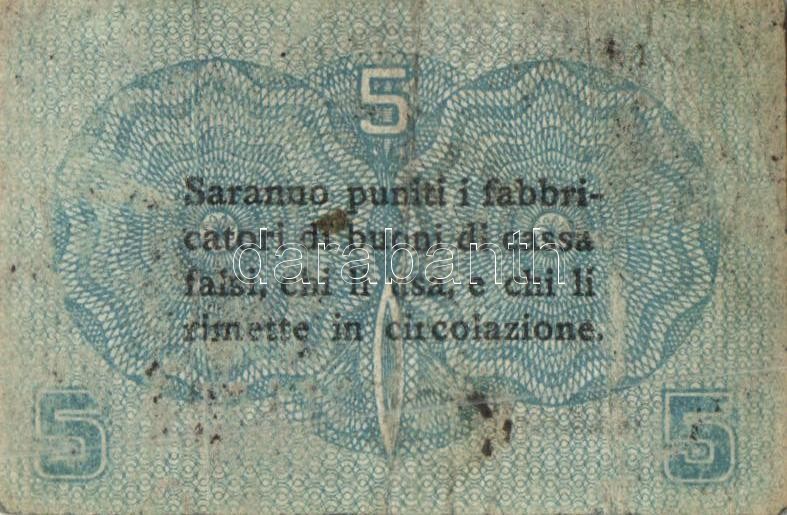 5
Saranno puniti i fabbri-
catori di buoni di cassa
falsi, chi li usa, e chi li
rimette in circolazione.
darabanth
5 5